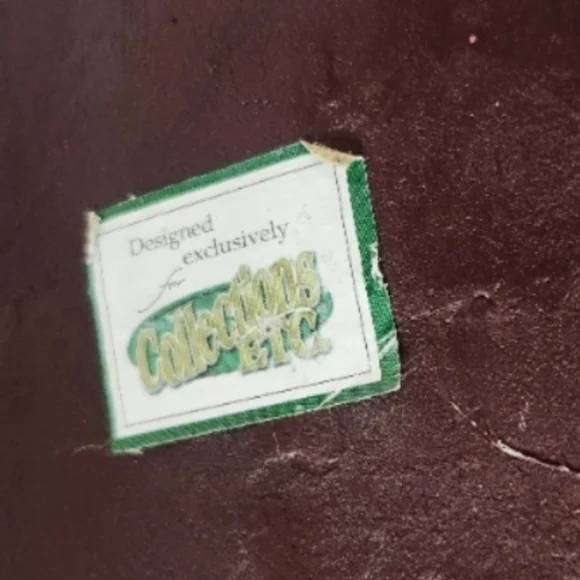 Designed
exclusively
for
Collections
ETC.